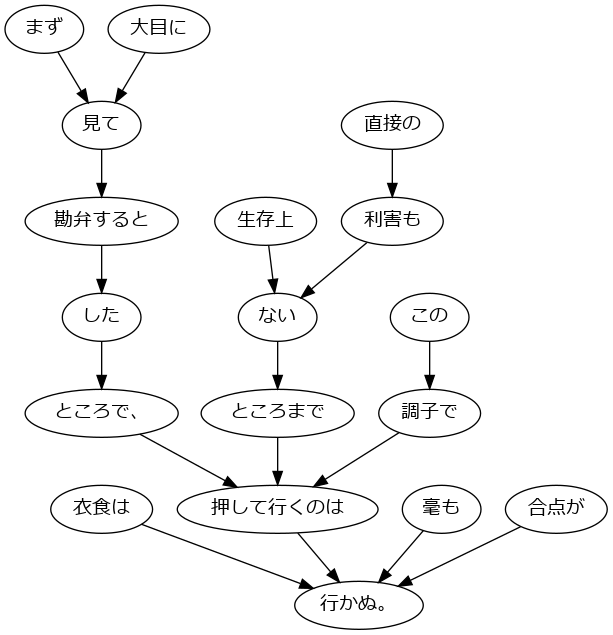 まず 大目に
見て 直接の
勘弁すると 生存上 利害も
した ない この
ところで、 ところまで 調子で
衣食は 押して行くのは 毫も 合点が
行かぬ。